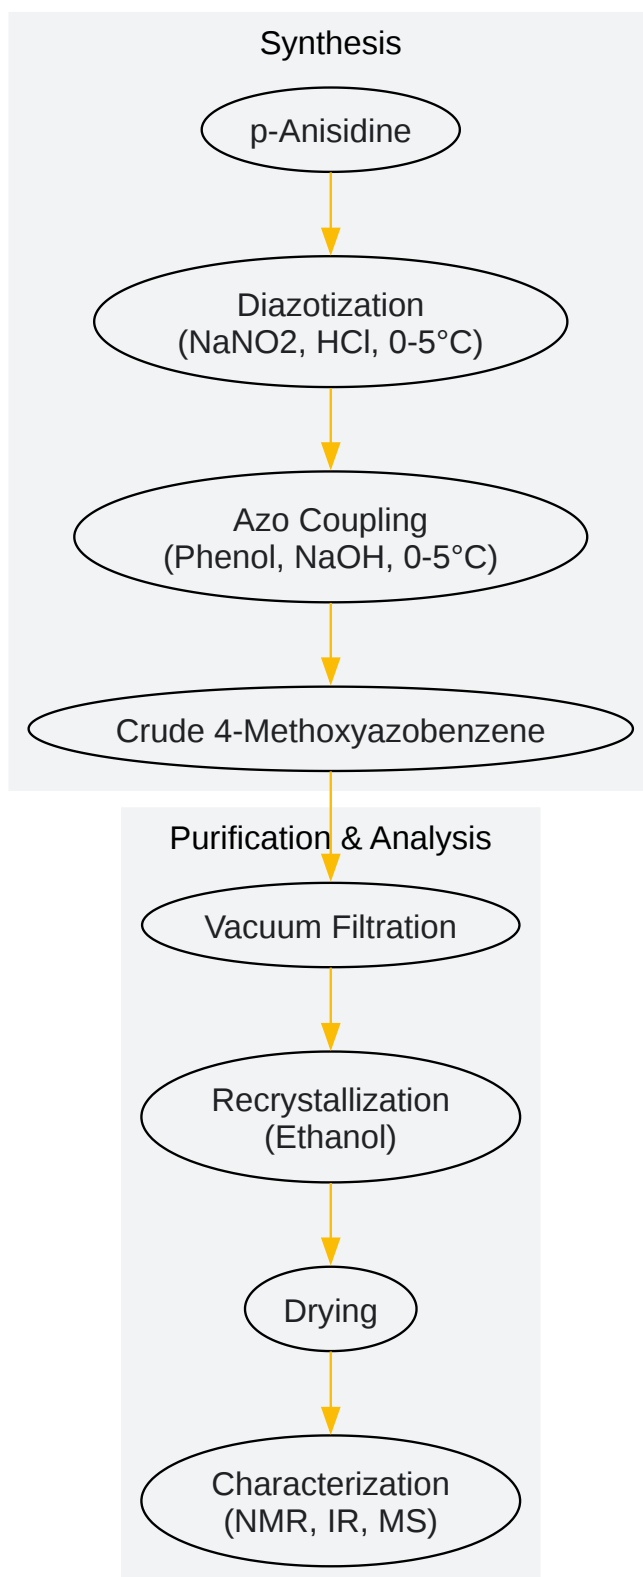 Synthesis
p-Anisidine
Diazotization
(NaNO2, HCl, 0-5°C)
Azo Coupling
(Phenol, NaOH, 0-5°C)
Crude 4-Methoxyazobenzene
Purification & Analysis
Vacuum Filtration
Recrystallization
(Ethanol)
Drying
Characterization
(NMR, IR, MS)